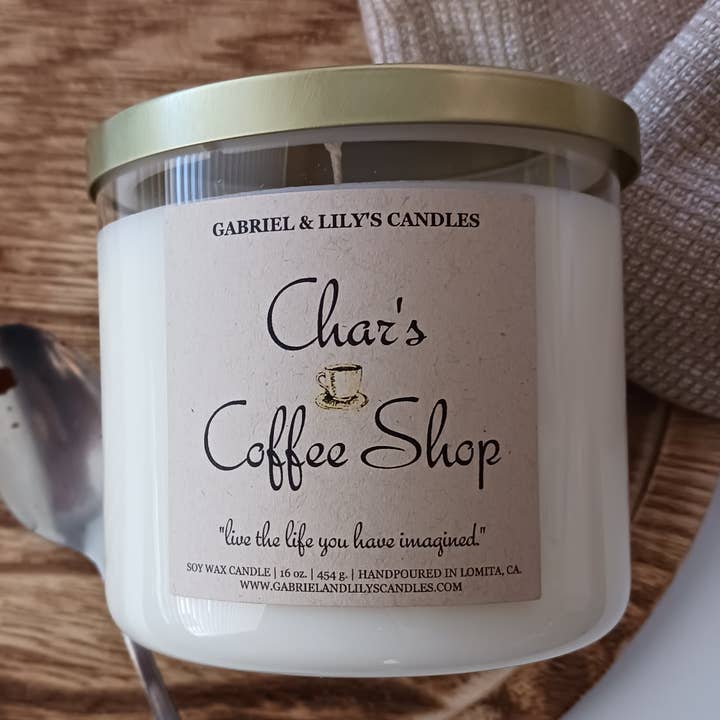 GABRIEL & LILY'S CANDLES
Char's
Coffee Shop
"live the life you have imagined."
SOY WAX CANDLE | 16 oz. | 454 g. | HANDPOURED IN LOMITA, CA.
WWW.GABRIELANDLILYSCANDLES.COM